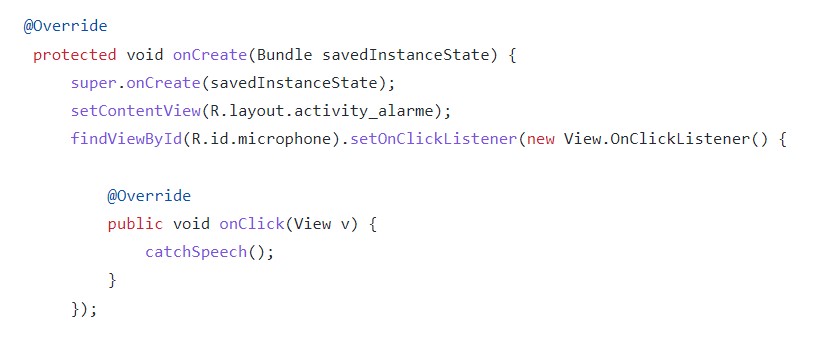 @Override
protected void onCreate(Bundle savedInstanceState) {
super.onCreate(savedInstanceState);
setContentView(R.layout.activity_alarme);
findViewById(R.id.microphone).setOnClickListener(new View.OnClickListener() {
@Override
public void onClick(View v) {
catchSpeech();
}
});